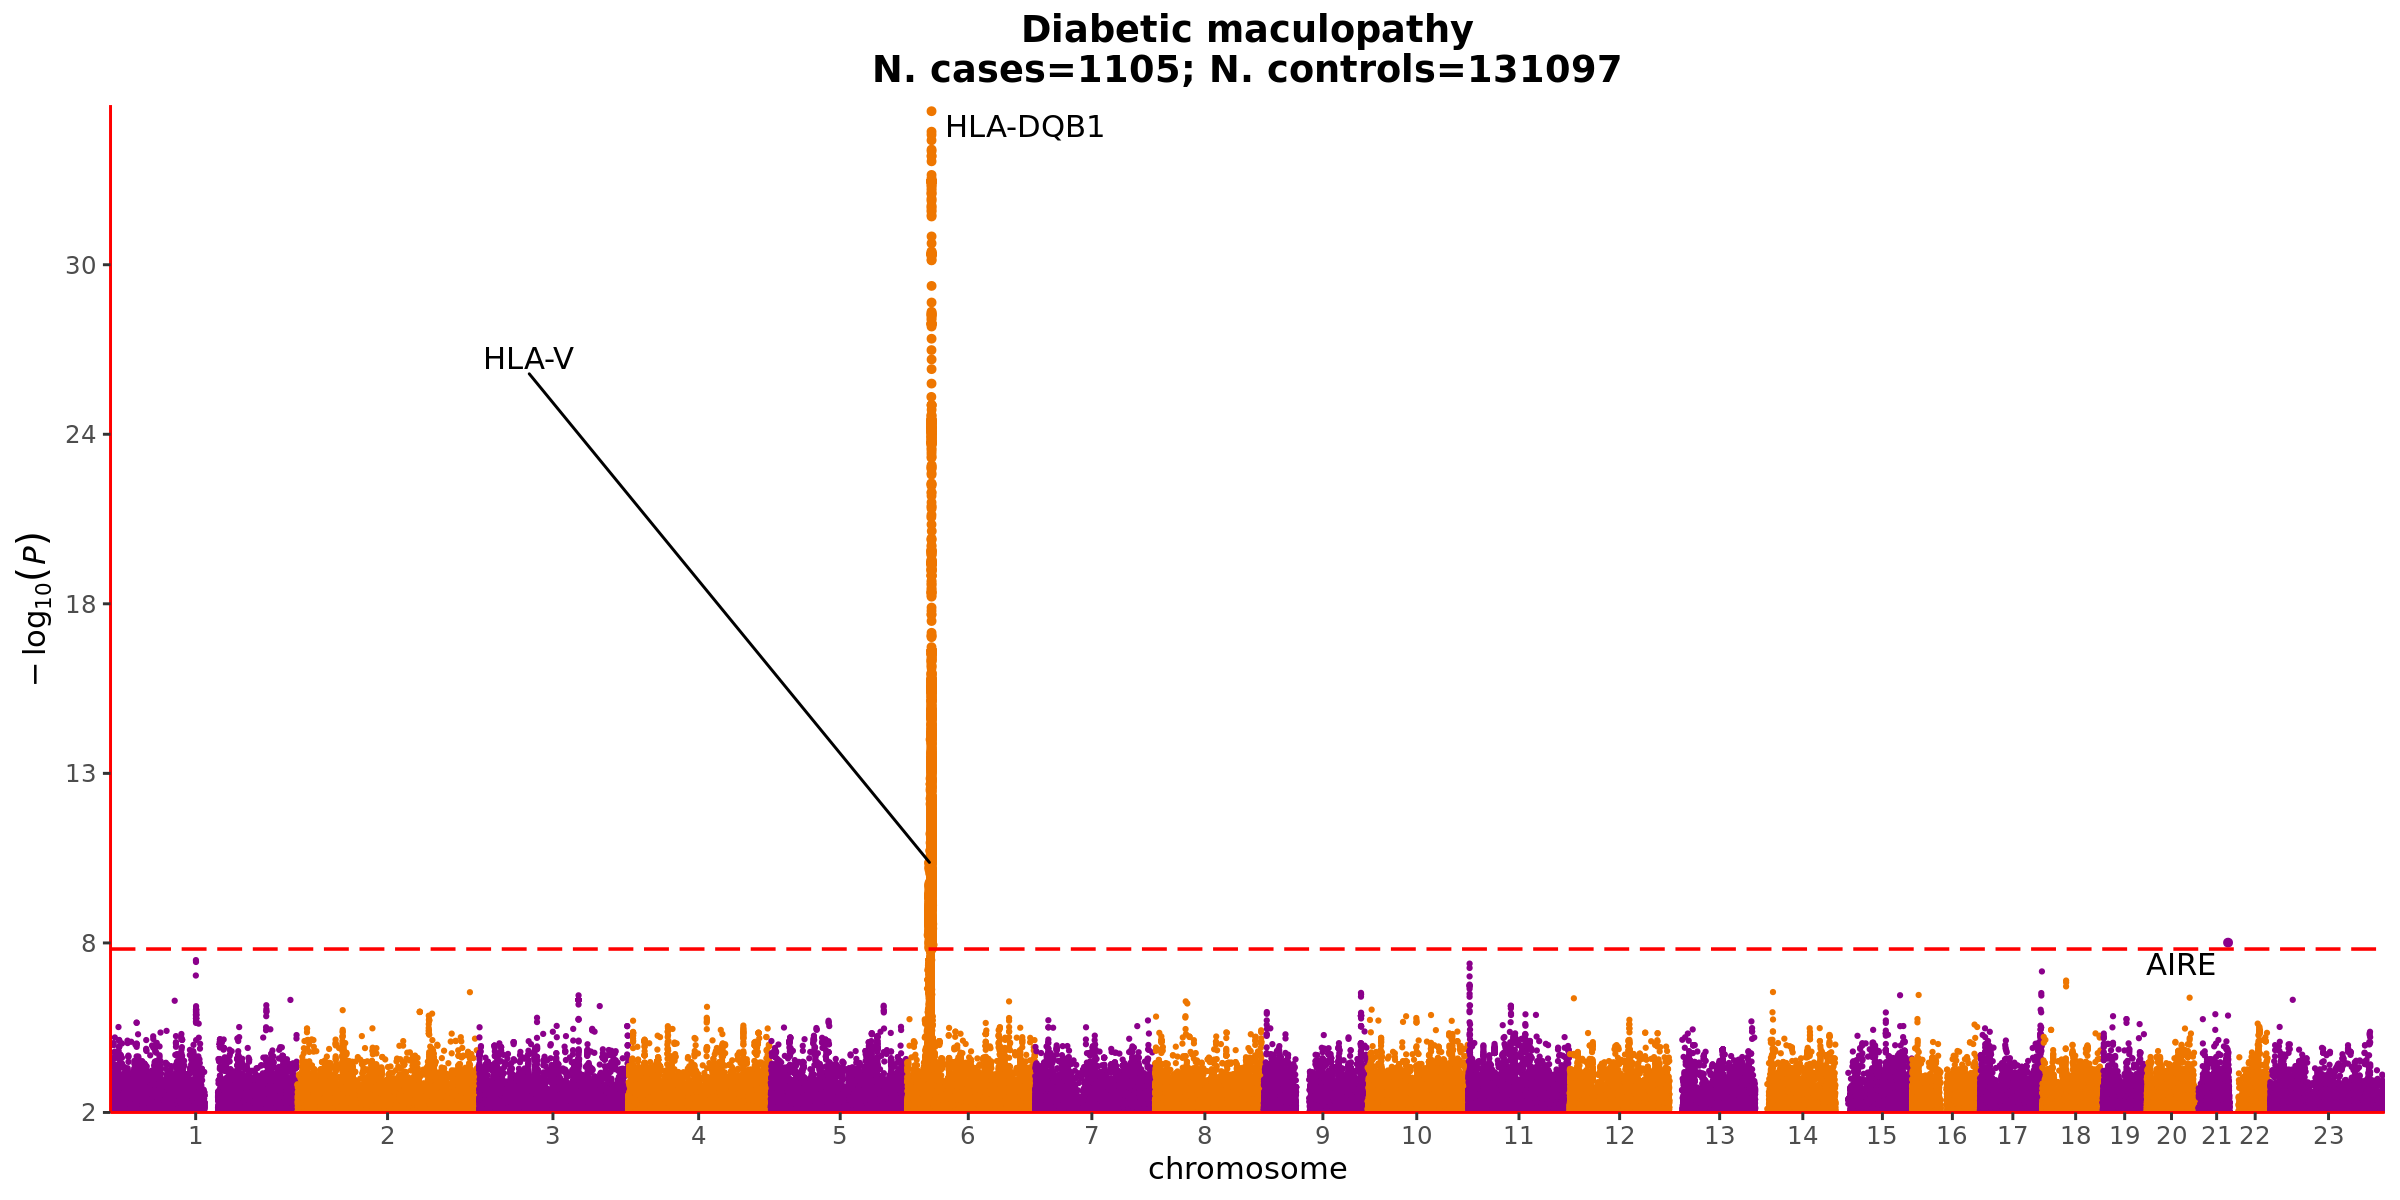 Diabetic maculopathy
N. cases=1105; N. controls=131097
HLA-DQB1
HLA-V
AIRE
30
24
18
13
8
2
−log10(P)
1 2 3 4 5 6 7 8 9 10 11 12 13 14 15 16 17 18 19 20 21 22 23
chromosome